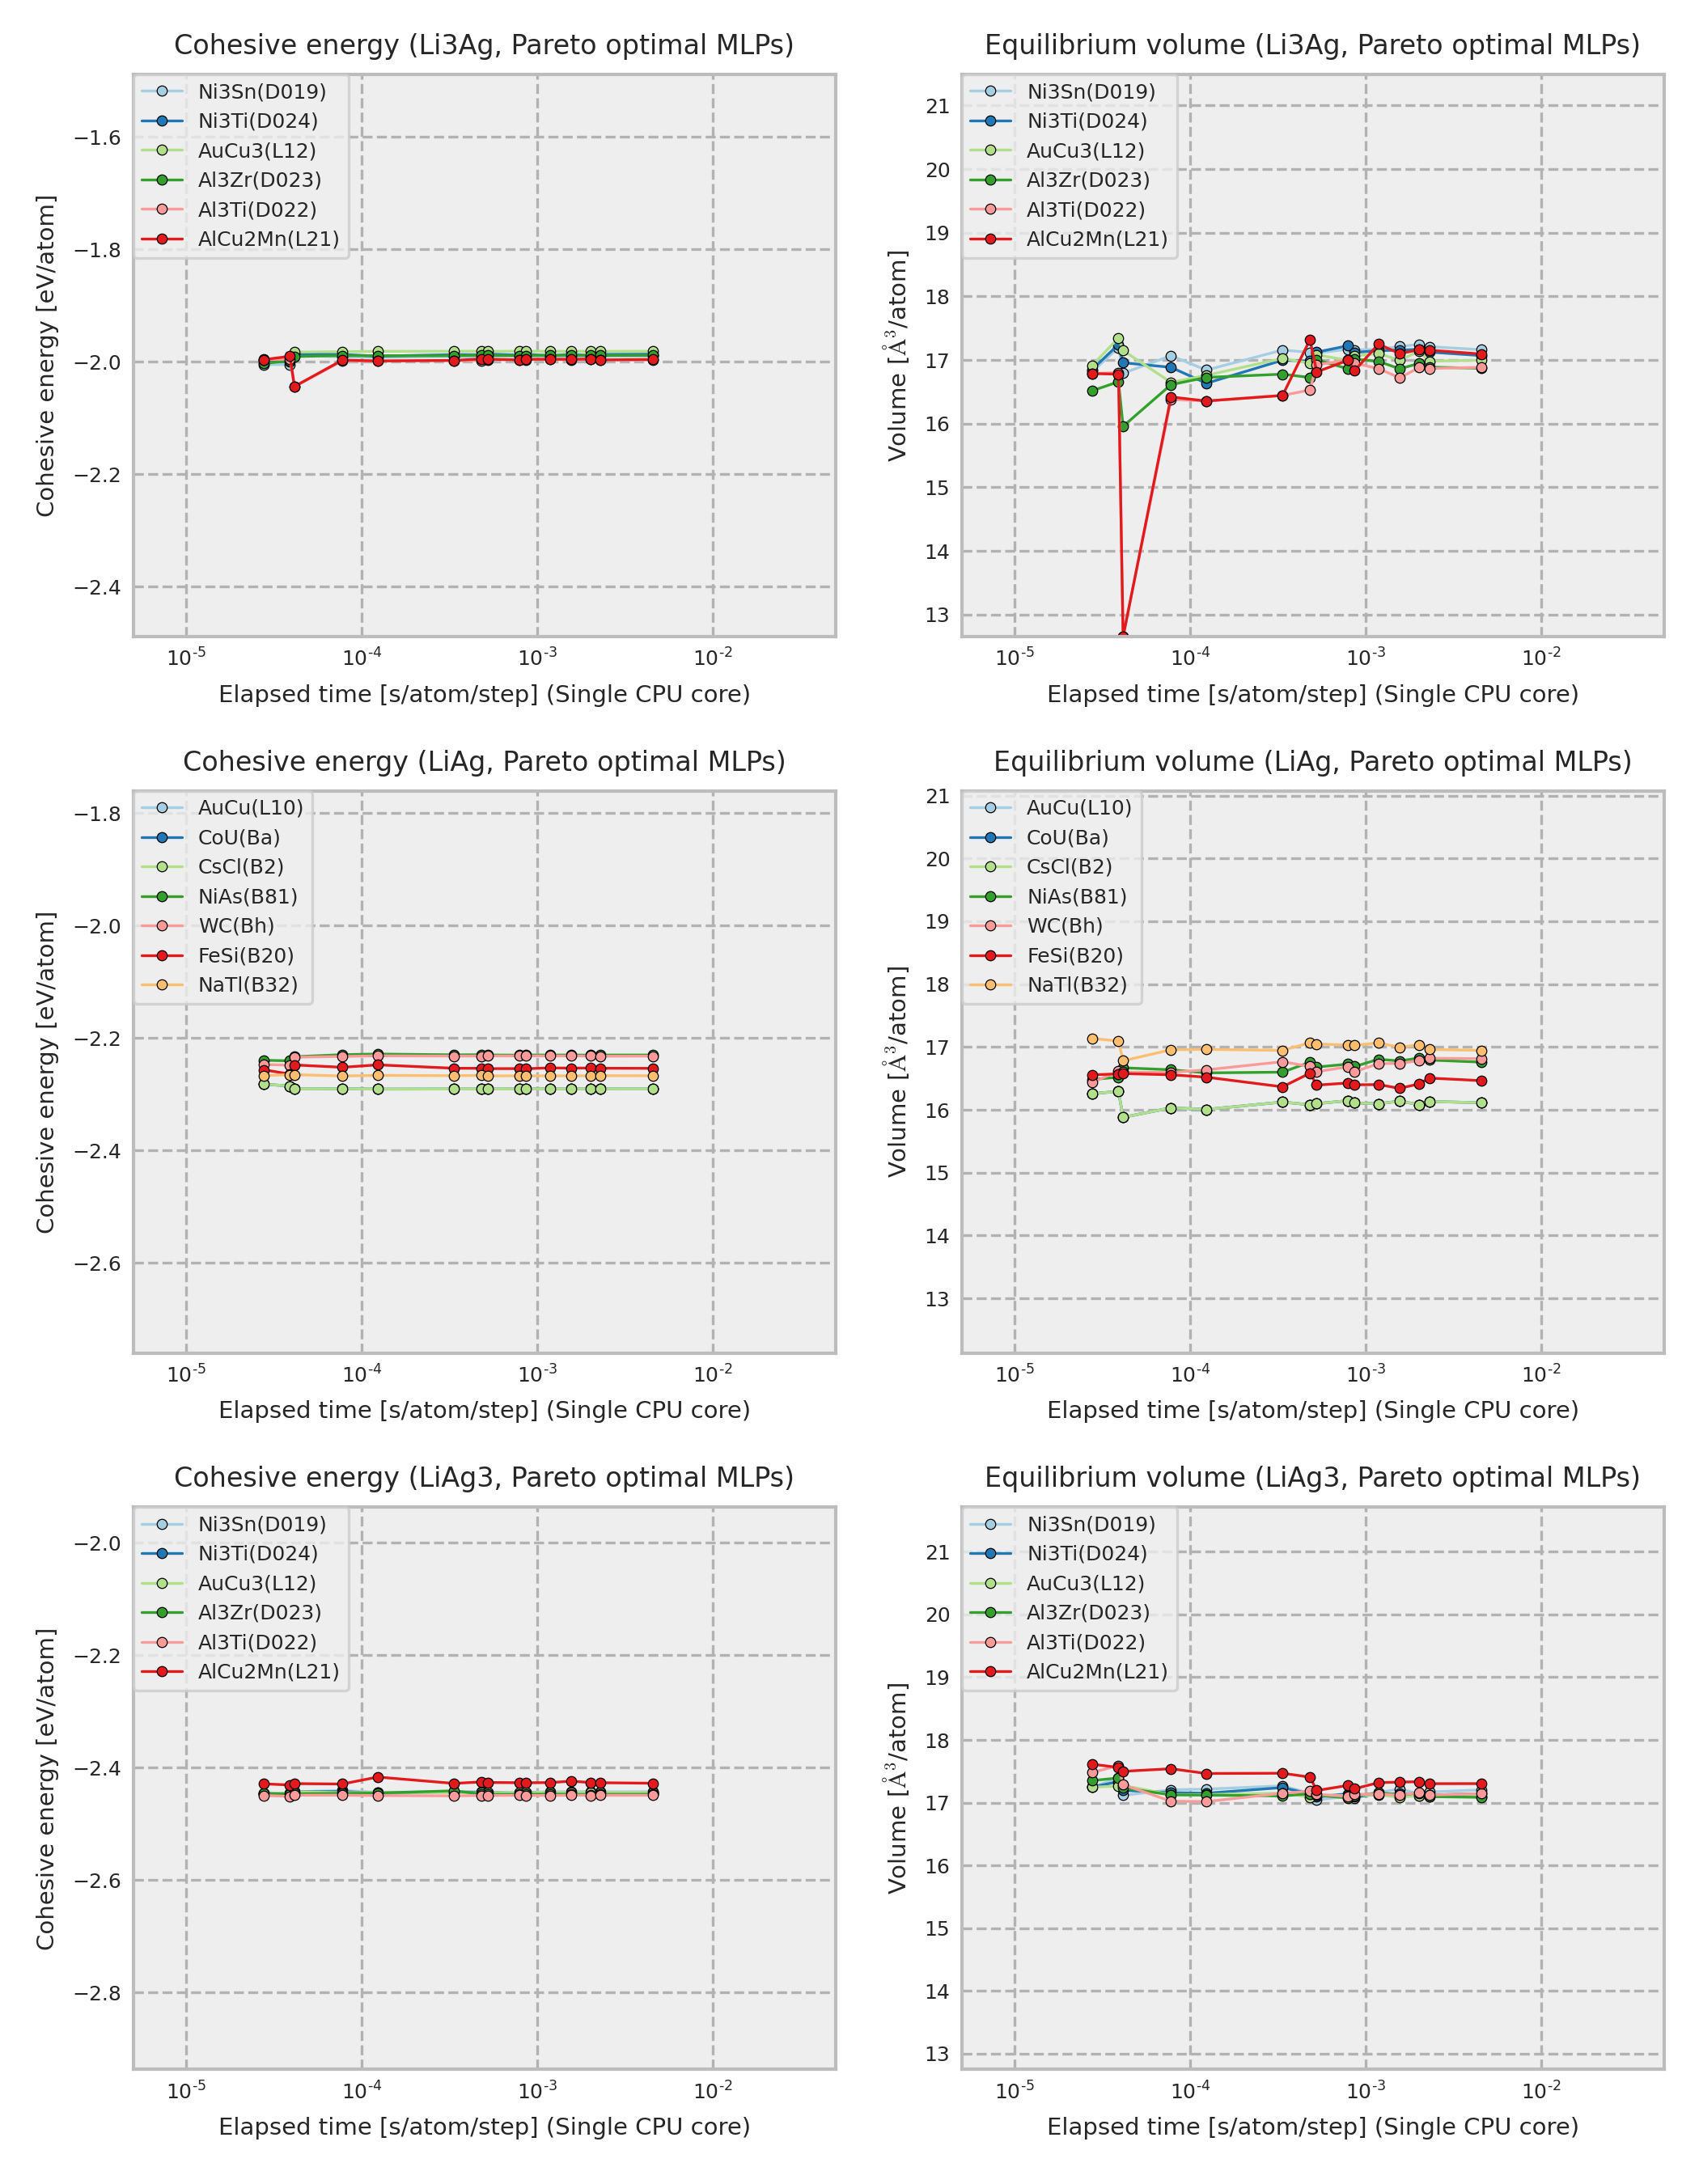 Cohesive energy (Li3Ag, Pareto optimal MLPs)
Cohesive energy [eV/atom]
−1.6
−1.8
−2.0
−2.2
−2.4
Ni3Sn(D019)
Ni3Ti(D024)
AuCu3(L12)
Al3Zr(D023)
Al3Ti(D022)
AlCu2Mn(L21)
10-5 10-4 10-3 10-2
Elapsed time [s/atom/step] (Single CPU core)
Equilibrium volume (Li3Ag, Pareto optimal MLPs)
Volume [Å3/atom]
21
20
19
18
17
16
15
14
13
Ni3Sn(D019)
Ni3Ti(D024)
AuCu3(L12)
Al3Zr(D023)
Al3Ti(D022)
AlCu2Mn(L21)
10-5 10-4 10-3 10-2
Elapsed time [s/atom/step] (Single CPU core)
Cohesive energy (LiAg, Pareto optimal MLPs)
Cohesive energy [eV/atom]
−1.8
−2.0
−2.2
−2.4
−2.6
AuCu(L10)
CoU(Ba)
CsCl(B2)
NiAs(B81)
WC(Bh)
FeSi(B20)
NaTl(B32)
10-5 10-4 10-3 10-2
Elapsed time [s/atom/step] (Single CPU core)
Equilibrium volume (LiAg, Pareto optimal MLPs)
Volume [Å3/atom]
21
20
19
18
17
16
15
14
13
AuCu(L10)
CoU(Ba)
CsCl(B2)
NiAs(B81)
WC(Bh)
FeSi(B20)
NaTl(B32)
10-5 10-4 10-3 10-2
Elapsed time [s/atom/step] (Single CPU core)
Cohesive energy (LiAg3, Pareto optimal MLPs)
Cohesive energy [eV/atom]
−2.0
−2.2
−2.4
−2.6
−2.8
Ni3Sn(D019)
Ni3Ti(D024)
AuCu3(L12)
Al3Zr(D023)
Al3Ti(D022)
AlCu2Mn(L21)
10-5 10-4 10-3 10-2
Elapsed time [s/atom/step] (Single CPU core)
Equilibrium volume (LiAg3, Pareto optimal MLPs)
Volume [Å3/atom]
21
20
19
18
17
16
15
14
13
Ni3Sn(D019)
Ni3Ti(D024)
AuCu3(L12)
Al3Zr(D023)
Al3Ti(D022)
AlCu2Mn(L21)
10-5 10-4 10-3 10-2
Elapsed time [s/atom/step] (Single CPU core)